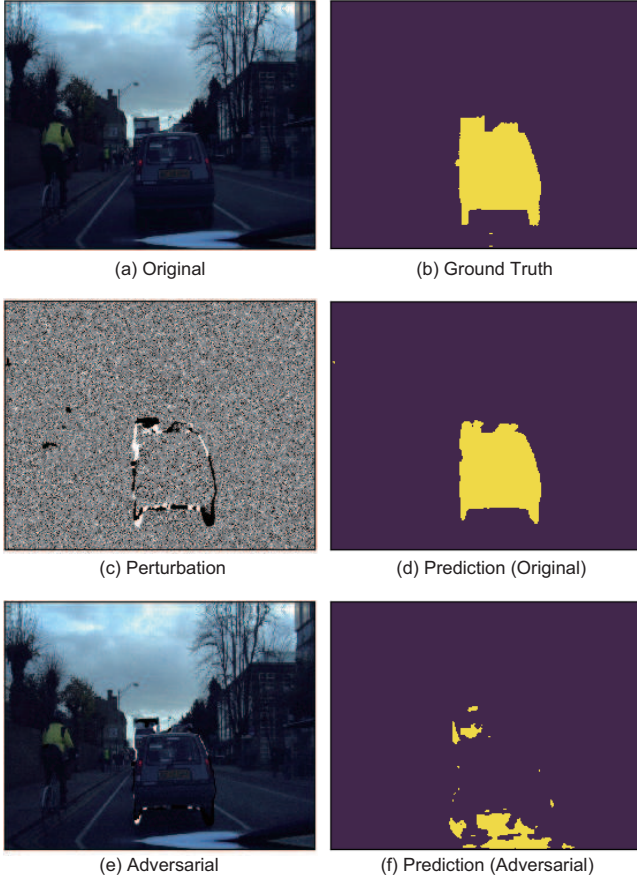 (a) Original
(b) Ground Truth
(c) Perturbation
(d) Prediction (Original)
(e) Adversarial
(f) Prediction (Adversarial)